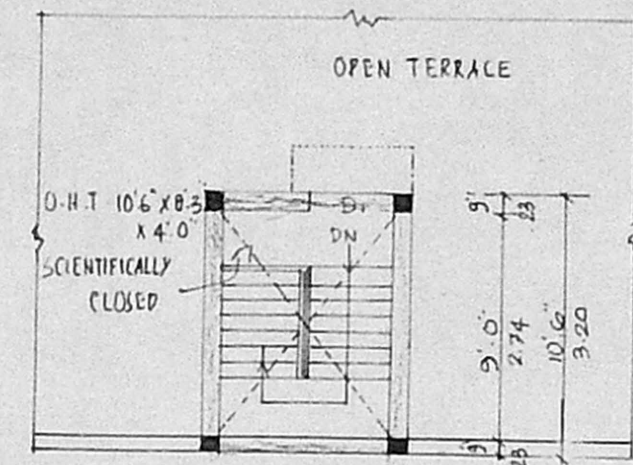 OPEN TERRACE
O.H.T 10'6" X 8'.3
X 4'.0"
SCIENTIFICALLY
CLOSED
D1
DN
9"
23
9'.0"
2.74
10'6"
3.20
9"
23